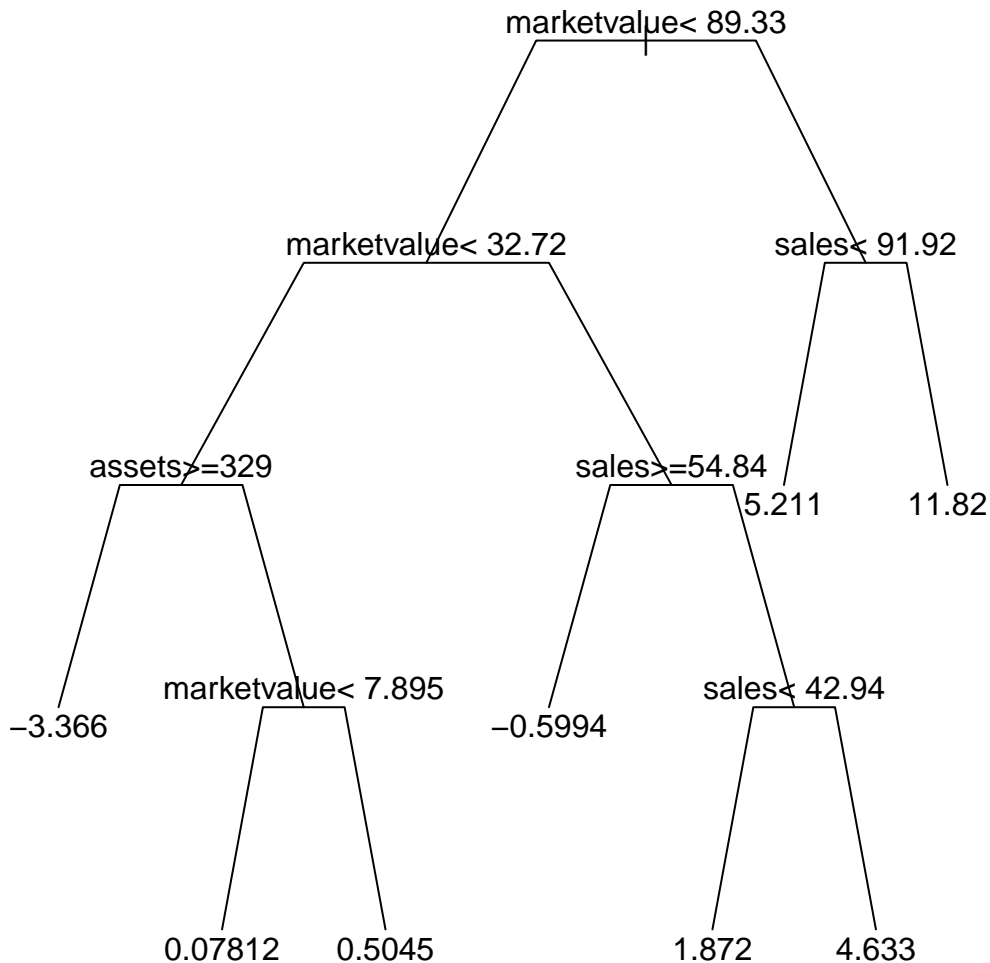 marketvalue< 89.33
marketvalue< 32.72
sales< 91.92
assets>=329
sales>=54.84
5.211
11.82
marketvalue< 7.895
sales< 42.94
−3.366
−0.5994
0.07812
0.5045
1.872
4.633